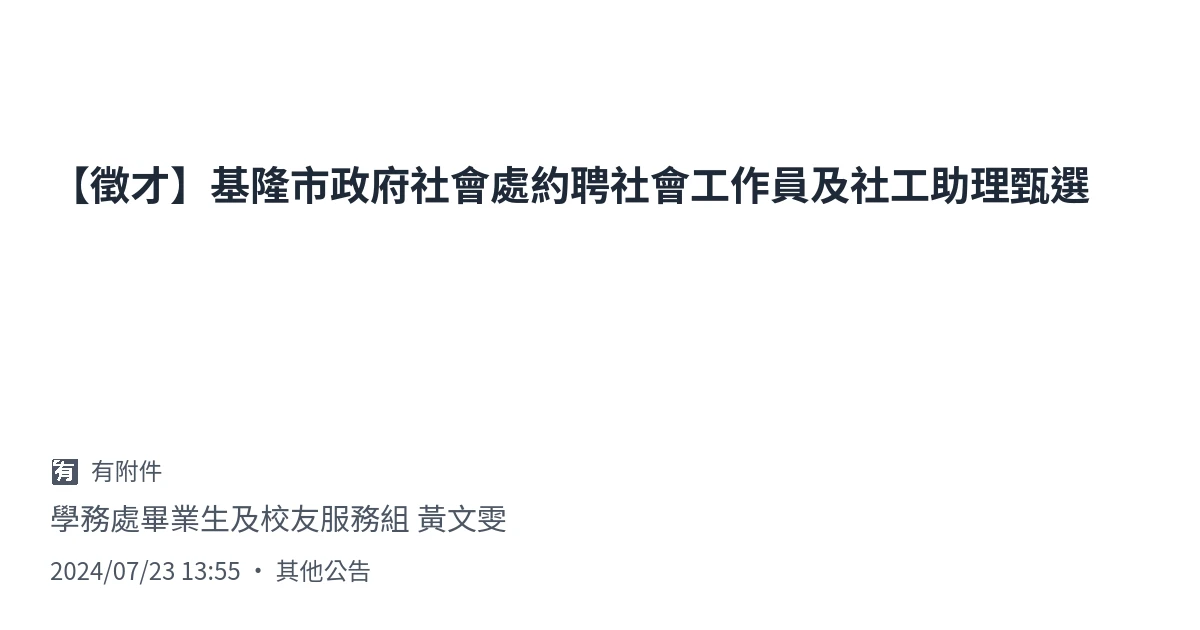 【徵才】基隆市政府社會處約聘社會工作員及社工助理甄選
有 有附件
學務處畢業生及校友服務組 黃文雯
2024/07/23 13:55 • 其他公告